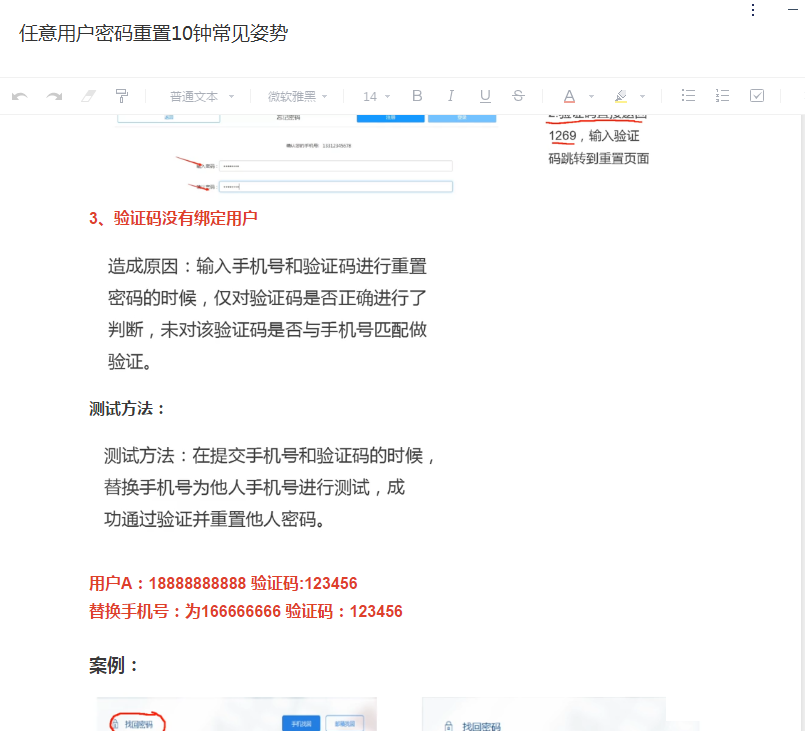 任意用户密码重置10钟常见姿势
普通文本
微软雅黑
14
B
I
U
S
A
2.验证码直接返回
1269，输入验证
码跳转到重置页面
3、验证码没有绑定用户
造成原因：输入手机号和验证码进行重置
密码的时候，仅对验证码是否正确进行了
判断，未对该验证码是否与手机号匹配做
验证。
测试方法：
测试方法：在提交手机号和验证码的时候，
替换手机号为他人手机号进行测试，成
功通过验证并重置他人密码。
用户A：18888888888 验证码:123456
替换手机号：为166666666 验证码：123456
案例：
找回密码
手机找回
邮箱找回
找回密码